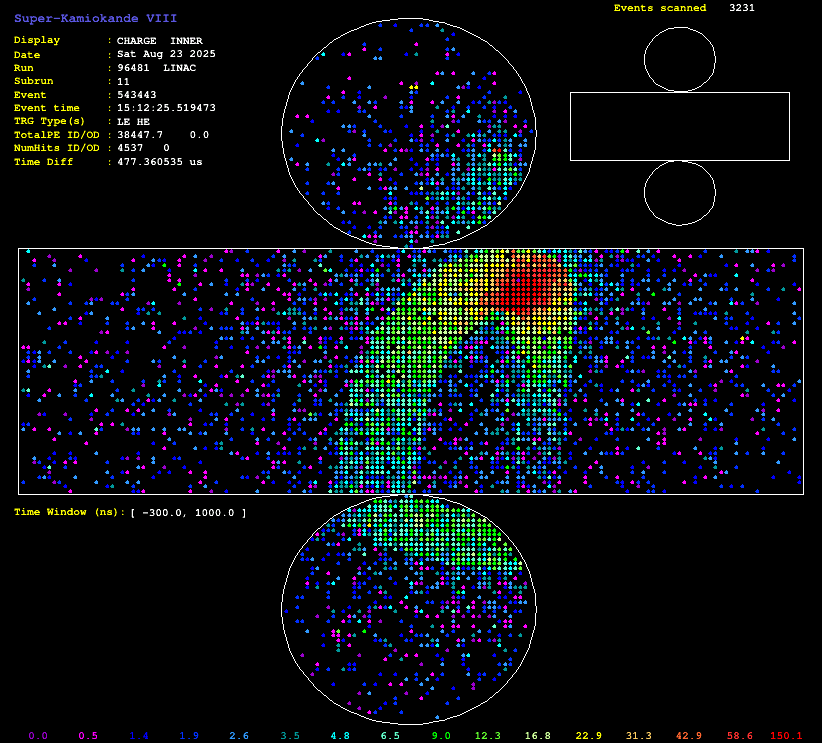 Super-Kamiokande VIII
Events scanned 3231
Display : CHARGE INNER
Date : Sat Aug 23 2025
Run : 96481 LINAC
Subrun : 11
Event : 543443
Event time : 15:12:25.519473
TRG Type(s) : LE HE
TotalPE ID/OD : 38447.7 0.0
NumHits ID/OD : 4537 0
Time Diff : 477.360535 us
Time Window (ns): [ -300.0, 1000.0 ]
0.0 0.5 1.4 1.9 2.6 3.5 4.8 6.5 9.0 12.3 16.8 22.9 31.3 42.9 58.6 150.1